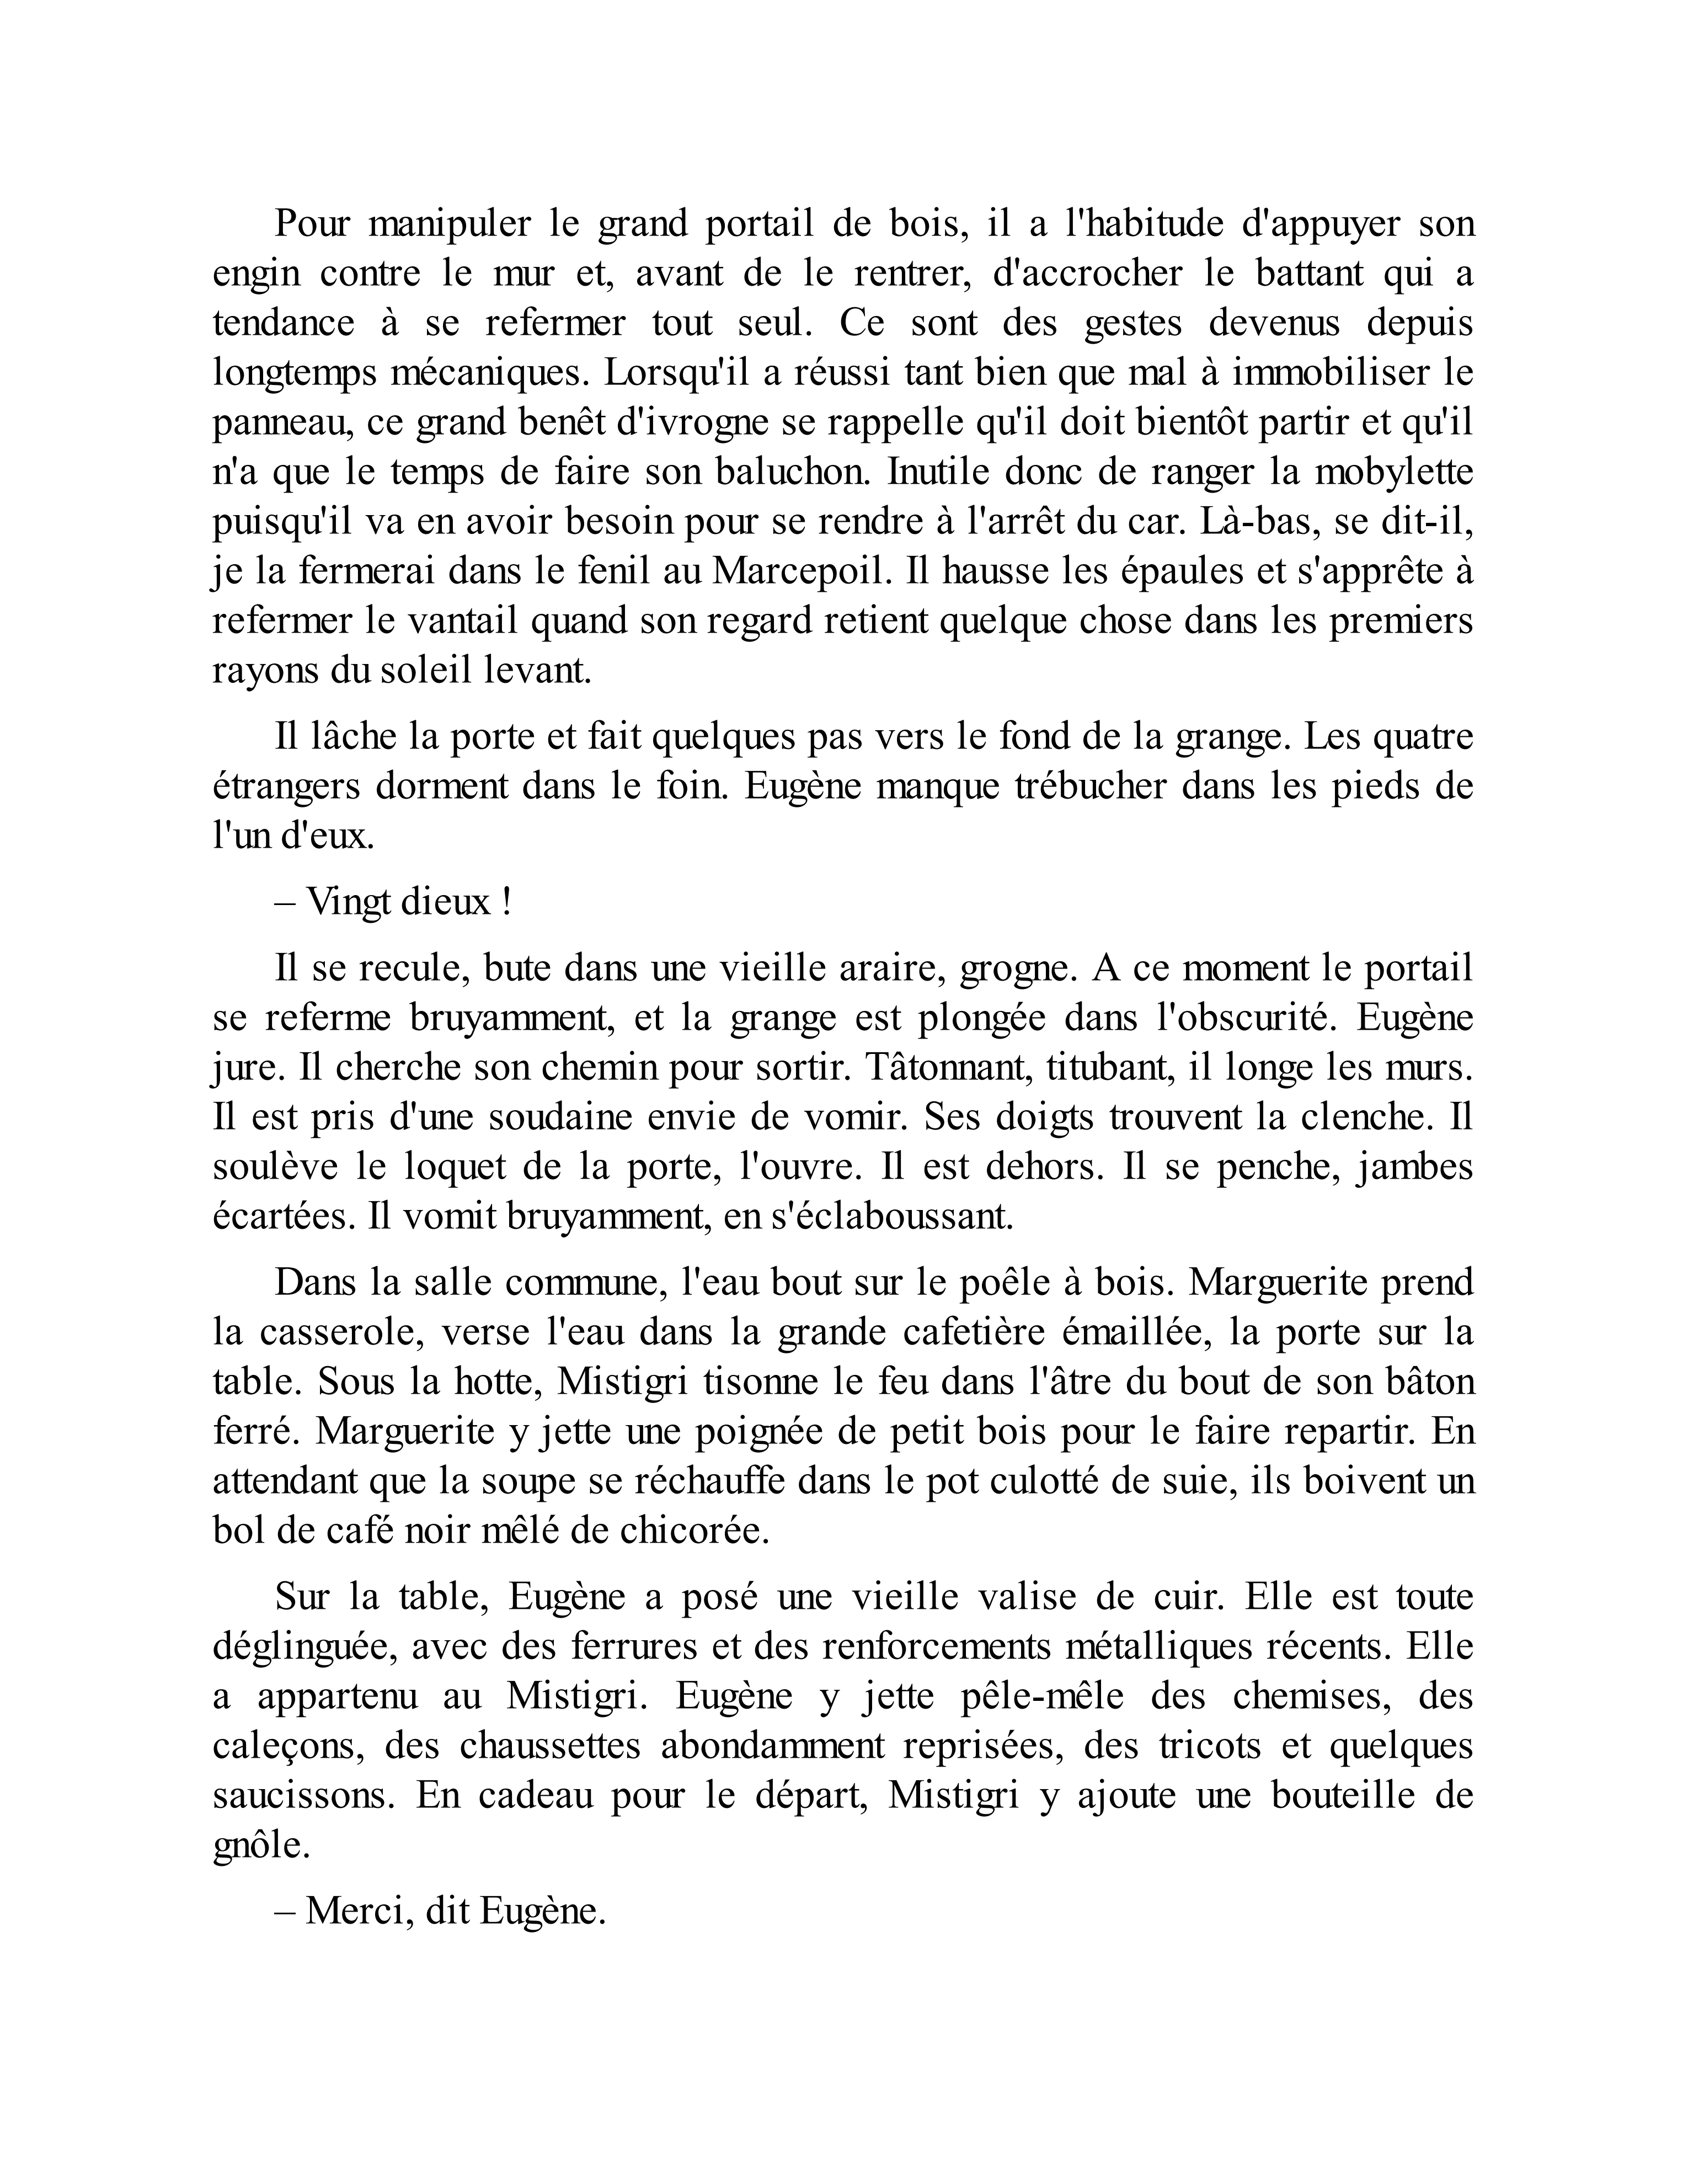 Pour manipuler le grand portail de bois, il a l'habitude d'appuyer son
engin contre le mur et, avant de le rentrer, d'accrocher le battant qui a
tendance à se refermer tout seul. Ce sont des gestes devenus depuis
longtemps mécaniques. Lorsqu'il a réussi tant bien que mal à immobiliser le
panneau, ce grand benêt d'ivrogne se rappelle qu'il doit bientôt partir et qu'il
n'a que le temps de faire son baluchon. Inutile donc de ranger la mobylette
puisqu'il va en avoir besoin pour se rendre à l'arrêt du car. Là-bas, se dit-il,
je la fermerai dans le fenil au Marcepoil. Il hausse les épaules et s'apprête à
refermer le vantail quand son regard retient quelque chose dans les premiers
rayons du soleil levant.
Il lâche la porte et fait quelques pas vers le fond de la grange. Les quatre
étrangers dorment dans le foin. Eugène manque trébucher dans les pieds de
l'un d'eux.
– Vingt dieux !
Il se recule, bute dans une vieille araire, grogne. A ce moment le portail
se referme bruyamment, et la grange est plongée dans l'obscurité. Eugène
jure. Il cherche son chemin pour sortir. Tâtonnant, titubant, il longe les murs.
Il est pris d'une soudaine envie de vomir. Ses doigts trouvent la clenche. Il
soulève le loquet de la porte, l'ouvre. Il est dehors. Il se penche, jambes
écartées. Il vomit bruyamment, en s'éclaboussant.
Dans la salle commune, l'eau bout sur le poêle à bois. Marguerite prend
la casserole, verse l'eau dans la grande cafetière émaillée, la porte sur la
table. Sous la hotte, Mistigri tisonne le feu dans l'âtre du bout de son bâton
ferré. Marguerite y jette une poignée de petit bois pour le faire repartir. En
attendant que la soupe se réchauffe dans le pot culotté de suie, ils boivent un
bol de café noir mêlé de chicorée.
Sur la table, Eugène a posé une vieille valise de cuir. Elle est toute
déglinguée, avec des ferrures et des renforcements métalliques récents. Elle
a appartenu au Mistigri. Eugène y jette pêle-mêle des chemises, des
caleçons, des chaussettes abondamment reprisées, des tricots et quelques
saucissons. En cadeau pour le départ, Mistigri y ajoute une bouteille de
gnôle.
– Merci, dit Eugène.